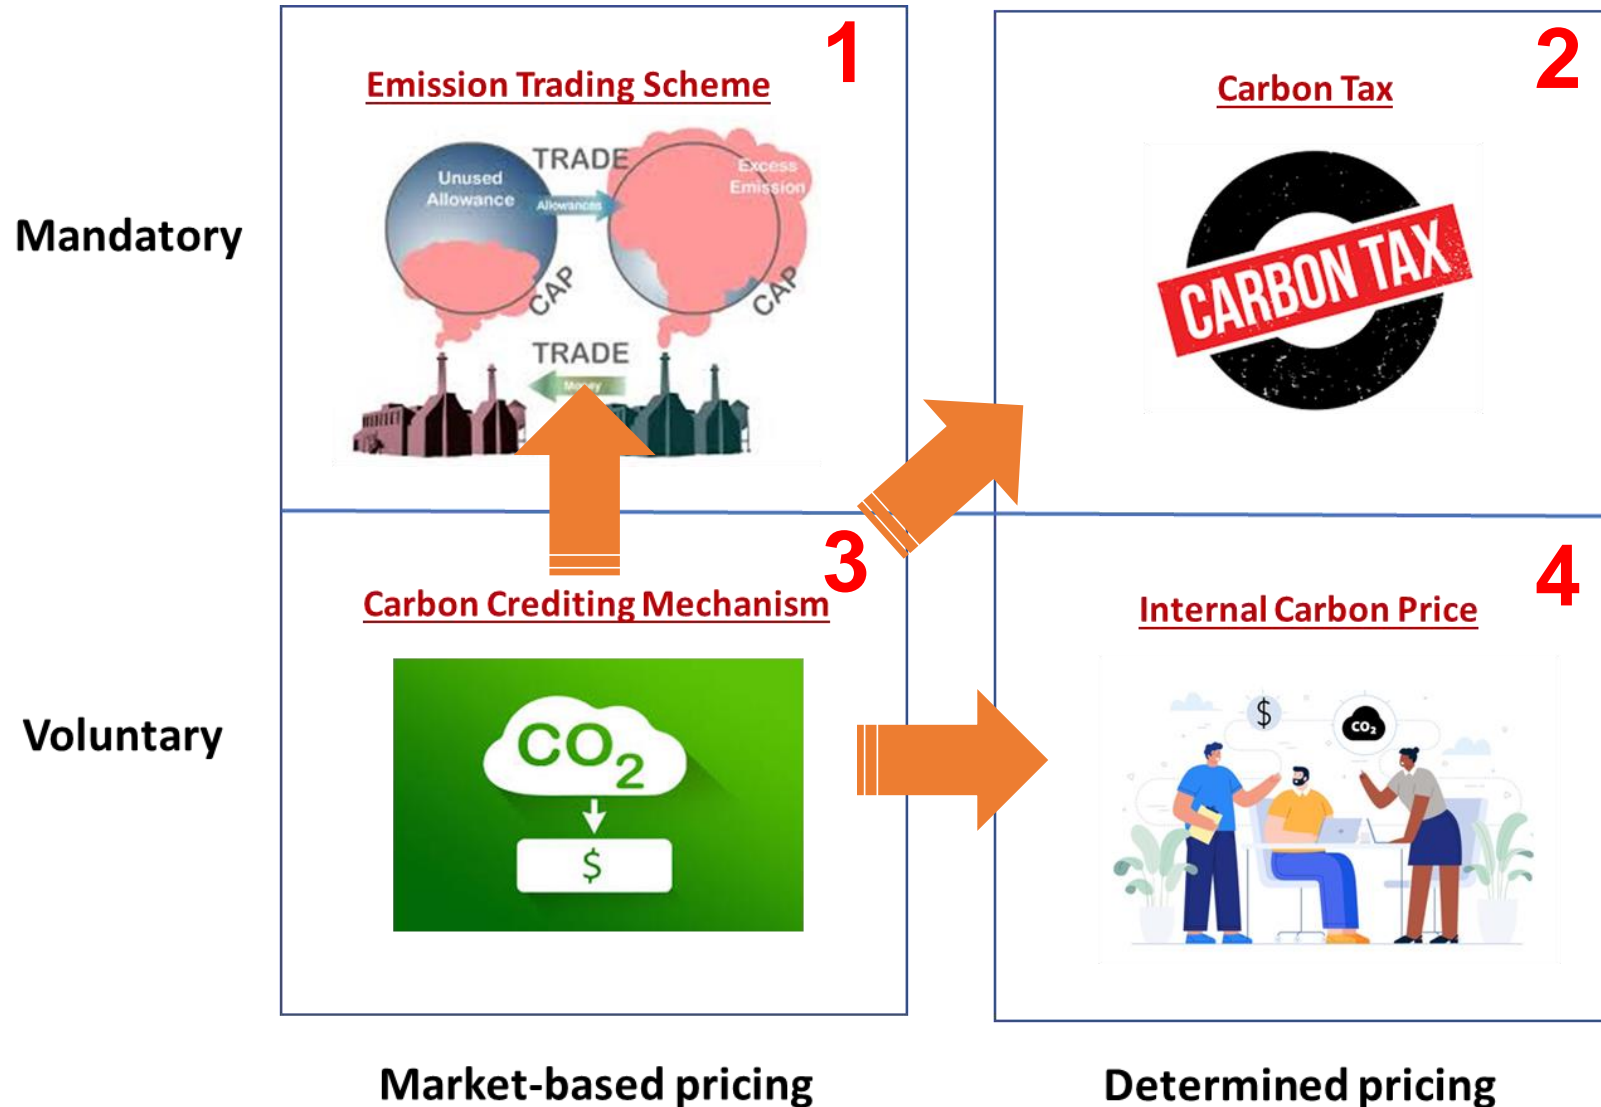 1
2
Emission Trading Scheme
Carbon Tax
TRADE
Unused
Allowance
Allowances
Excess
Emission
CAP
CAP
CARBON TAX
Mandatory
TRADE
Money
3
4
Carbon Crediting Mechanism
Internal Carbon Price
CO2
$
$
CO2
Voluntary
Market-based pricing
Determined pricing